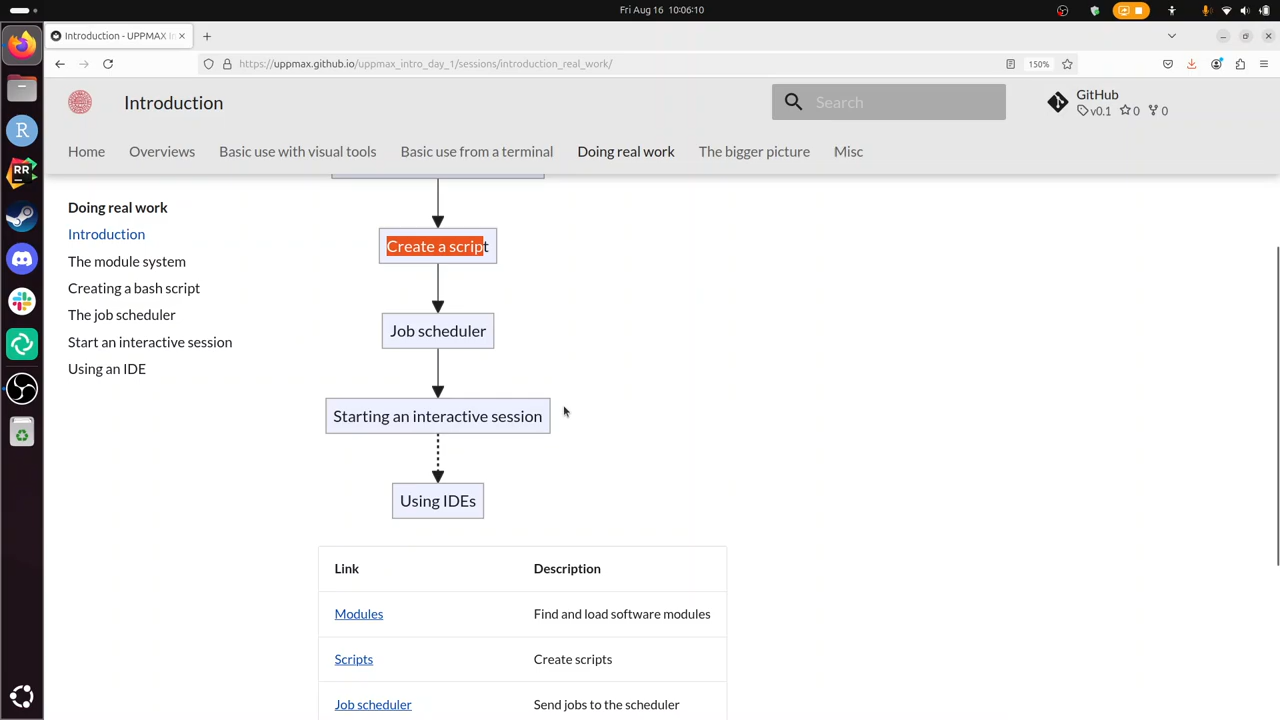 Fri Aug 16 10:06:10
Introduction - UPPMAX In
https://uppmax.github.io/uppmax_intro_day_1/sessions/introduction_real_work/
150%
Introduction
Search
GitHub
v0.1 0 0
Home Overviews Basic use with visual tools Basic use from a terminal Doing real work The bigger picture Misc
Doing real work
Introduction
The module system
Creating a bash script
The job scheduler
Start an interactive session
Using an IDE
Create a script
Job scheduler
Starting an interactive session
Using IDEs
Link Description
Modules Find and load software modules
Scripts Create scripts
Job scheduler Send jobs to the scheduler
R
RR